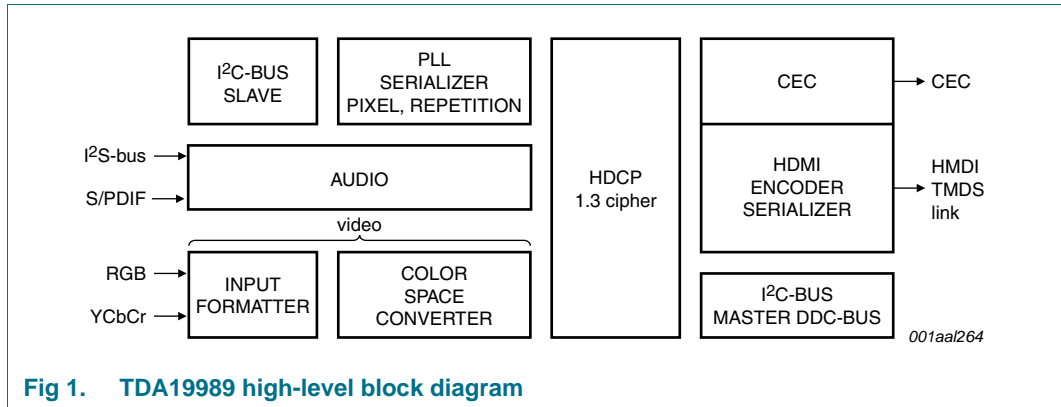 I²C-BUS
SLAVE
PLL
SERIALIZER
PIXEL, REPETITION
HDCP
1.3 cipher
CEC
CEC
I²S-bus
S/PDIF
AUDIO
HDMI
ENCODER
SERIALIZER
HMDI
TMDS
link
video
RGB
YCbCr
INPUT
FORMATTER
COLOR
SPACE
CONVERTER
I²C-BUS
MASTER DDC-BUS
001aal264
Fig 1. TDA19989 high-level block diagram